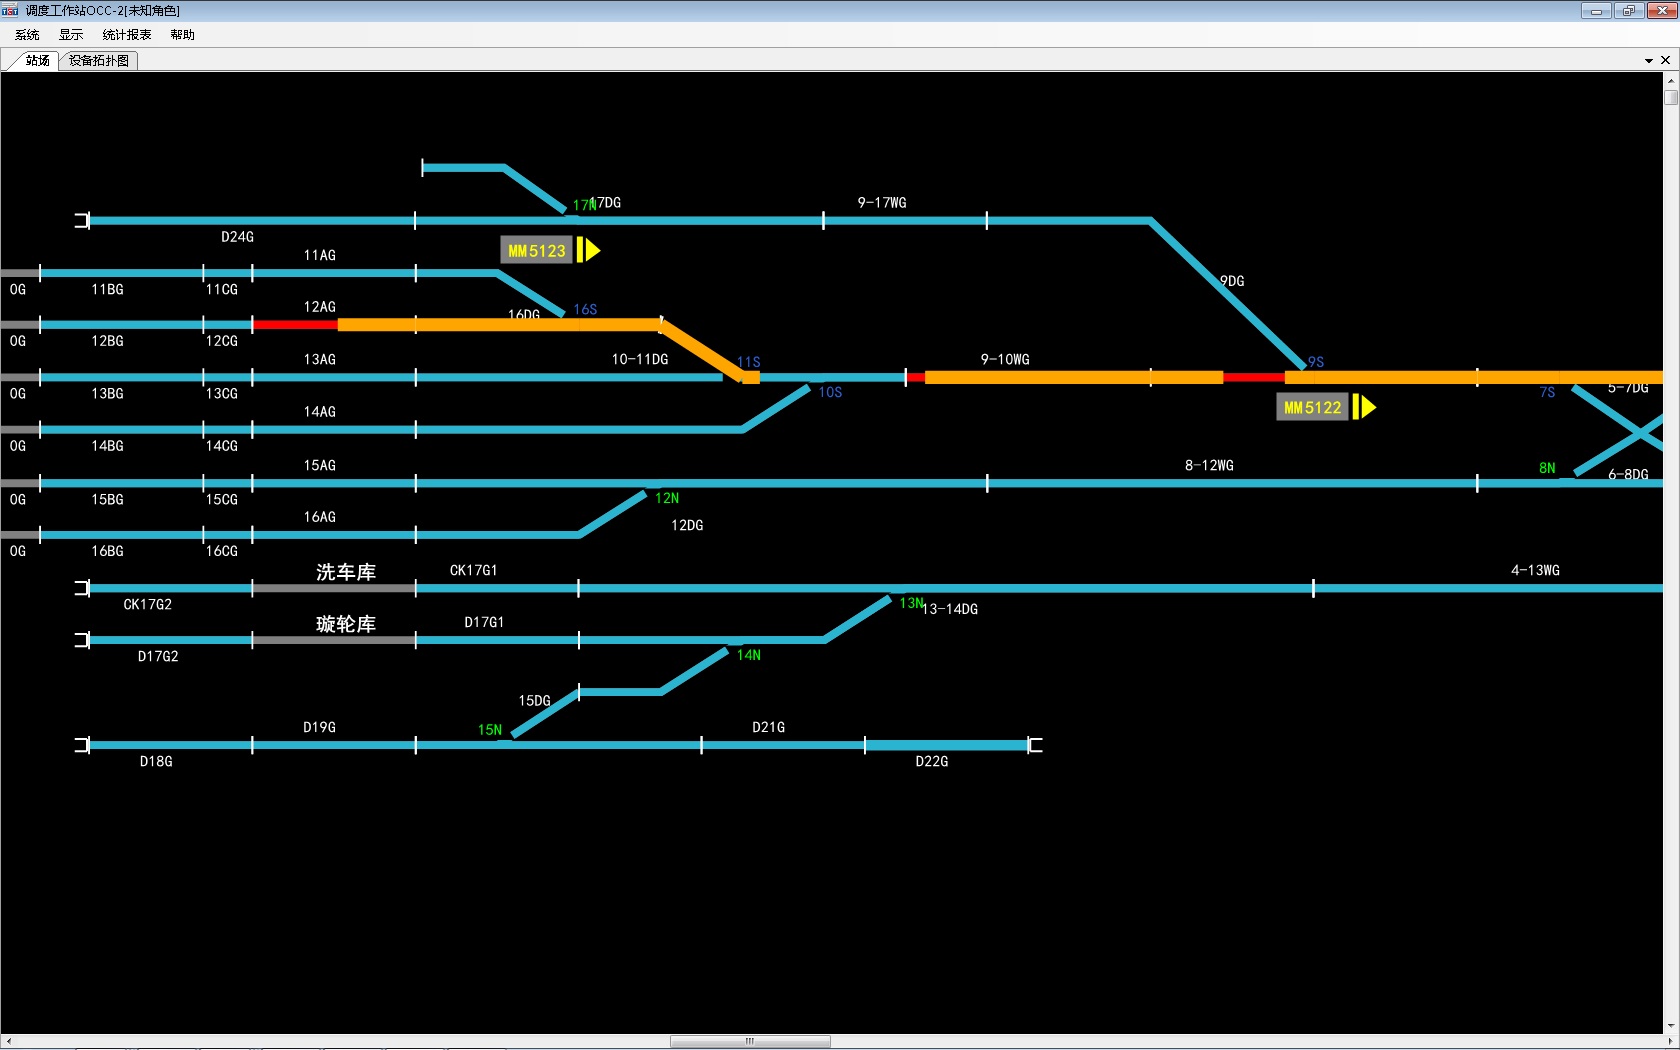 TCT 调度工作站OCC-2[未知角色]
系统 显示 统计报表 帮助
站场 设备拓扑图
17N 17DG 9-17WG
D24G
MM5123
11AG
9DG
0G 11BG 11CG
12AG 16DG 16S
0G 12BG 12CG
13AG 10-11DG 11S 9-10WG 9S
0G 13BG 13CG 10S 7S 5-7DG
MM5122
14AG
0G 14BG 14CG
15AG 8-12WG 8N 6-8DG
0G 15BG 15CG 12N
16AG 12DG
0G 16BG 16CG
洗车库 CK17G1 4-13WG
CK17G2 13N 13-14DG
璇轮库 D17G1
D17G2 14N
15DG
15N D19G D21G
D18G D22G